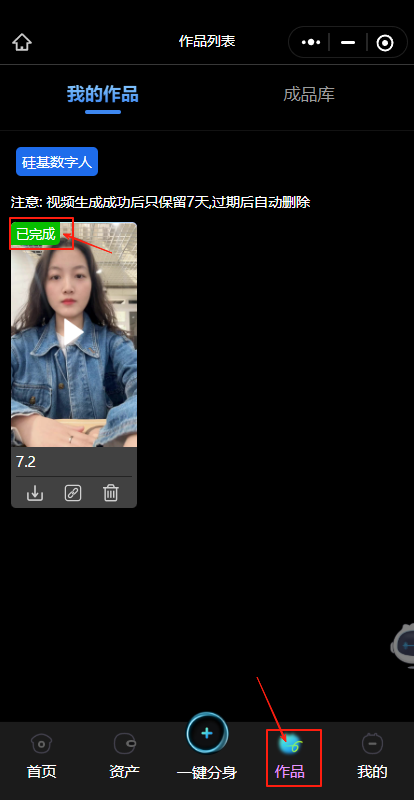 作品列表
我的作品
成品库
硅基数字人
注意: 视频生成成功后只保留7天,过期后自动删除
已完成
7.2
首页
资产
一键分身
作品
我的